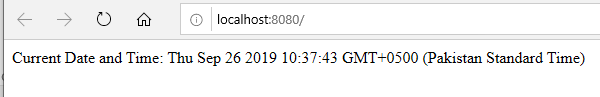 localhost:8080/
Current Date and Time: Thu Sep 26 2019 10:37:43 GMT+0500 (Pakistan Standard Time)